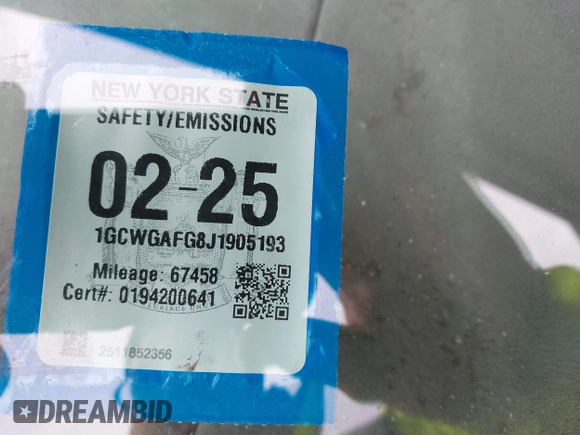 NEW YORK STATE
SAFETY/EMISSIONS
02-25
1GCWGAFG8J1905193
Mileage: 67458
Cert#: 0194200641
2511852356
DREAMBID